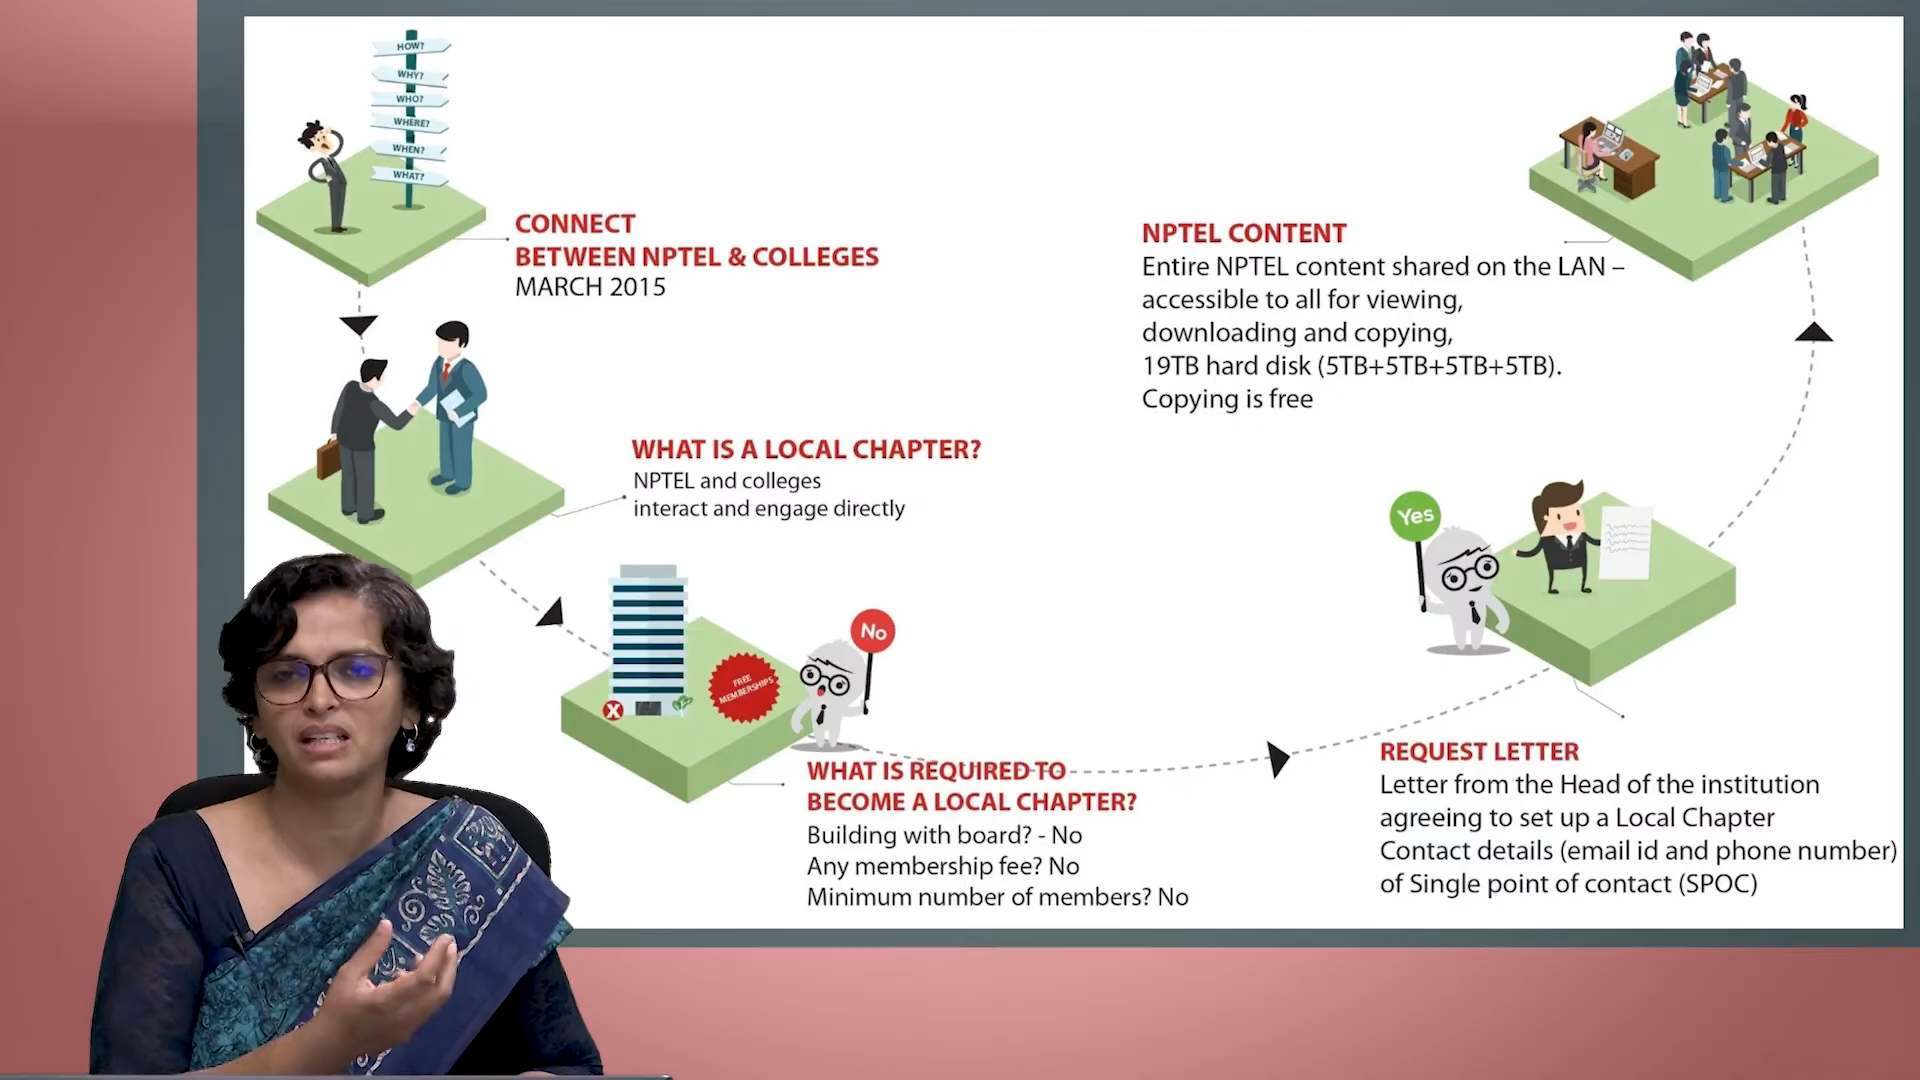 HOW?
WHY?
WHO?
WHERE?
WHEN?
WHAT?
CONNECT
BETWEEN NPTEL & COLLEGES
MARCH 2015
WHAT IS A LOCAL CHAPTER?
NPTEL and colleges
interact and engage directly
FREE
MEMBERSHIPS
X
No
WHAT IS REQUIRED TO
BECOME A LOCAL CHAPTER?
Building with board? - No
Any membership fee? No
Minimum number of members? No
Yes
REQUEST LETTER
Letter from the Head of the institution
agreeing to set up a Local Chapter
Contact details (email id and phone number)
of Single point of contact (SPOC)
NPTEL CONTENT
Entire NPTEL content shared on the LAN –
accessible to all for viewing,
downloading and copying,
19TB hard disk (5TB+5TB+5TB+5TB).
Copying is free